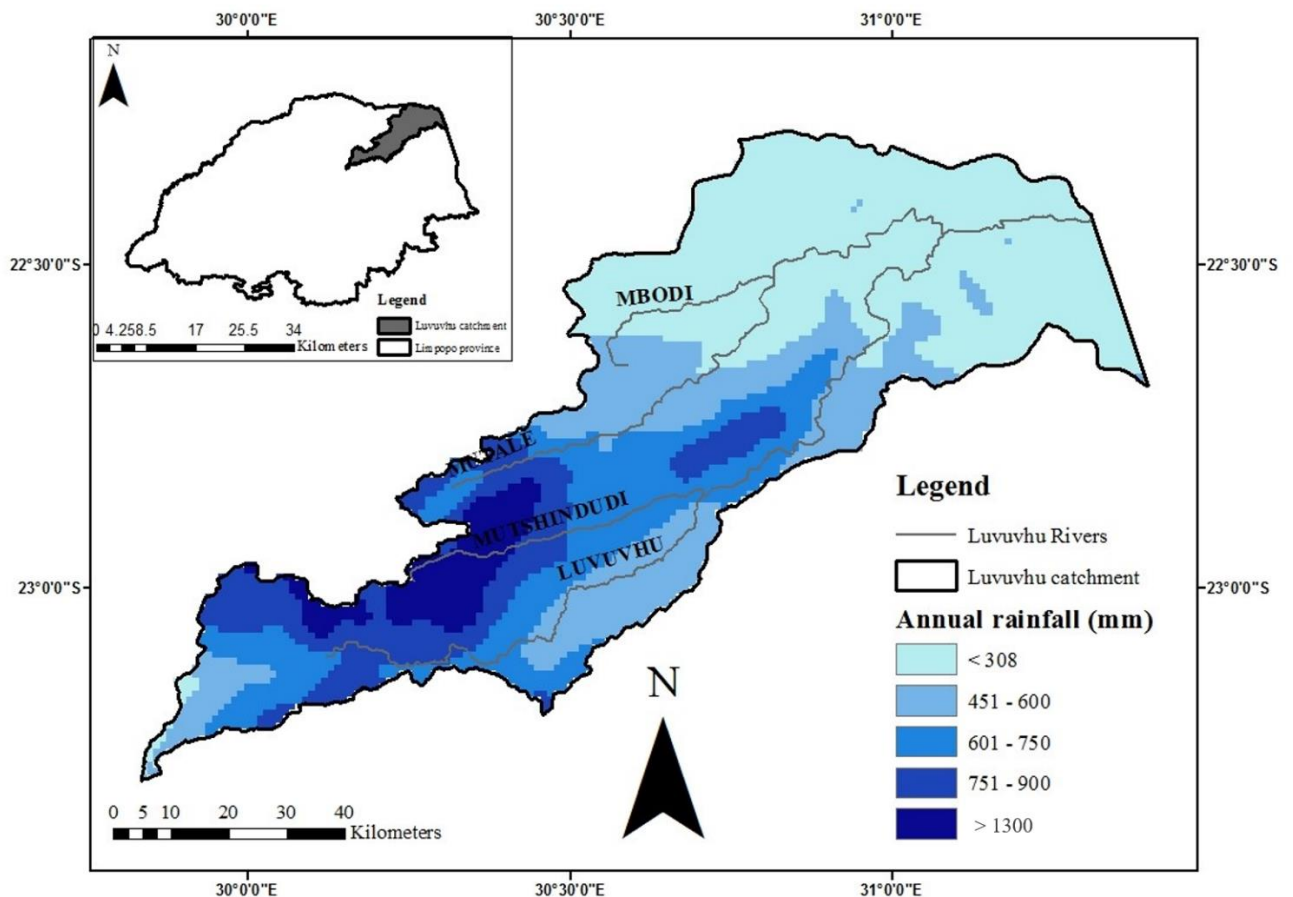 30°0'0"E 30°30'0"E 31°0'0"E
N
Legend
Luvuvhu catchment
Limpopo province
0 4.258.5 17 25.5 34
Kilometers
22°30'0"S 22°30'0"S
MBODI
MUTALE
MUTSHINDUDI
LUVUVHU
23°0'0"S 23°0'0"S
Legend
Luvuvhu Rivers
Luvuvhu catchment
Annual rainfall (mm)
< 308
451 - 600
601 - 750
751 - 900
> 1300
N
0 5 10 20 30 40
Kilometers
30°0'0"E 30°30'0"E 31°0'0"E